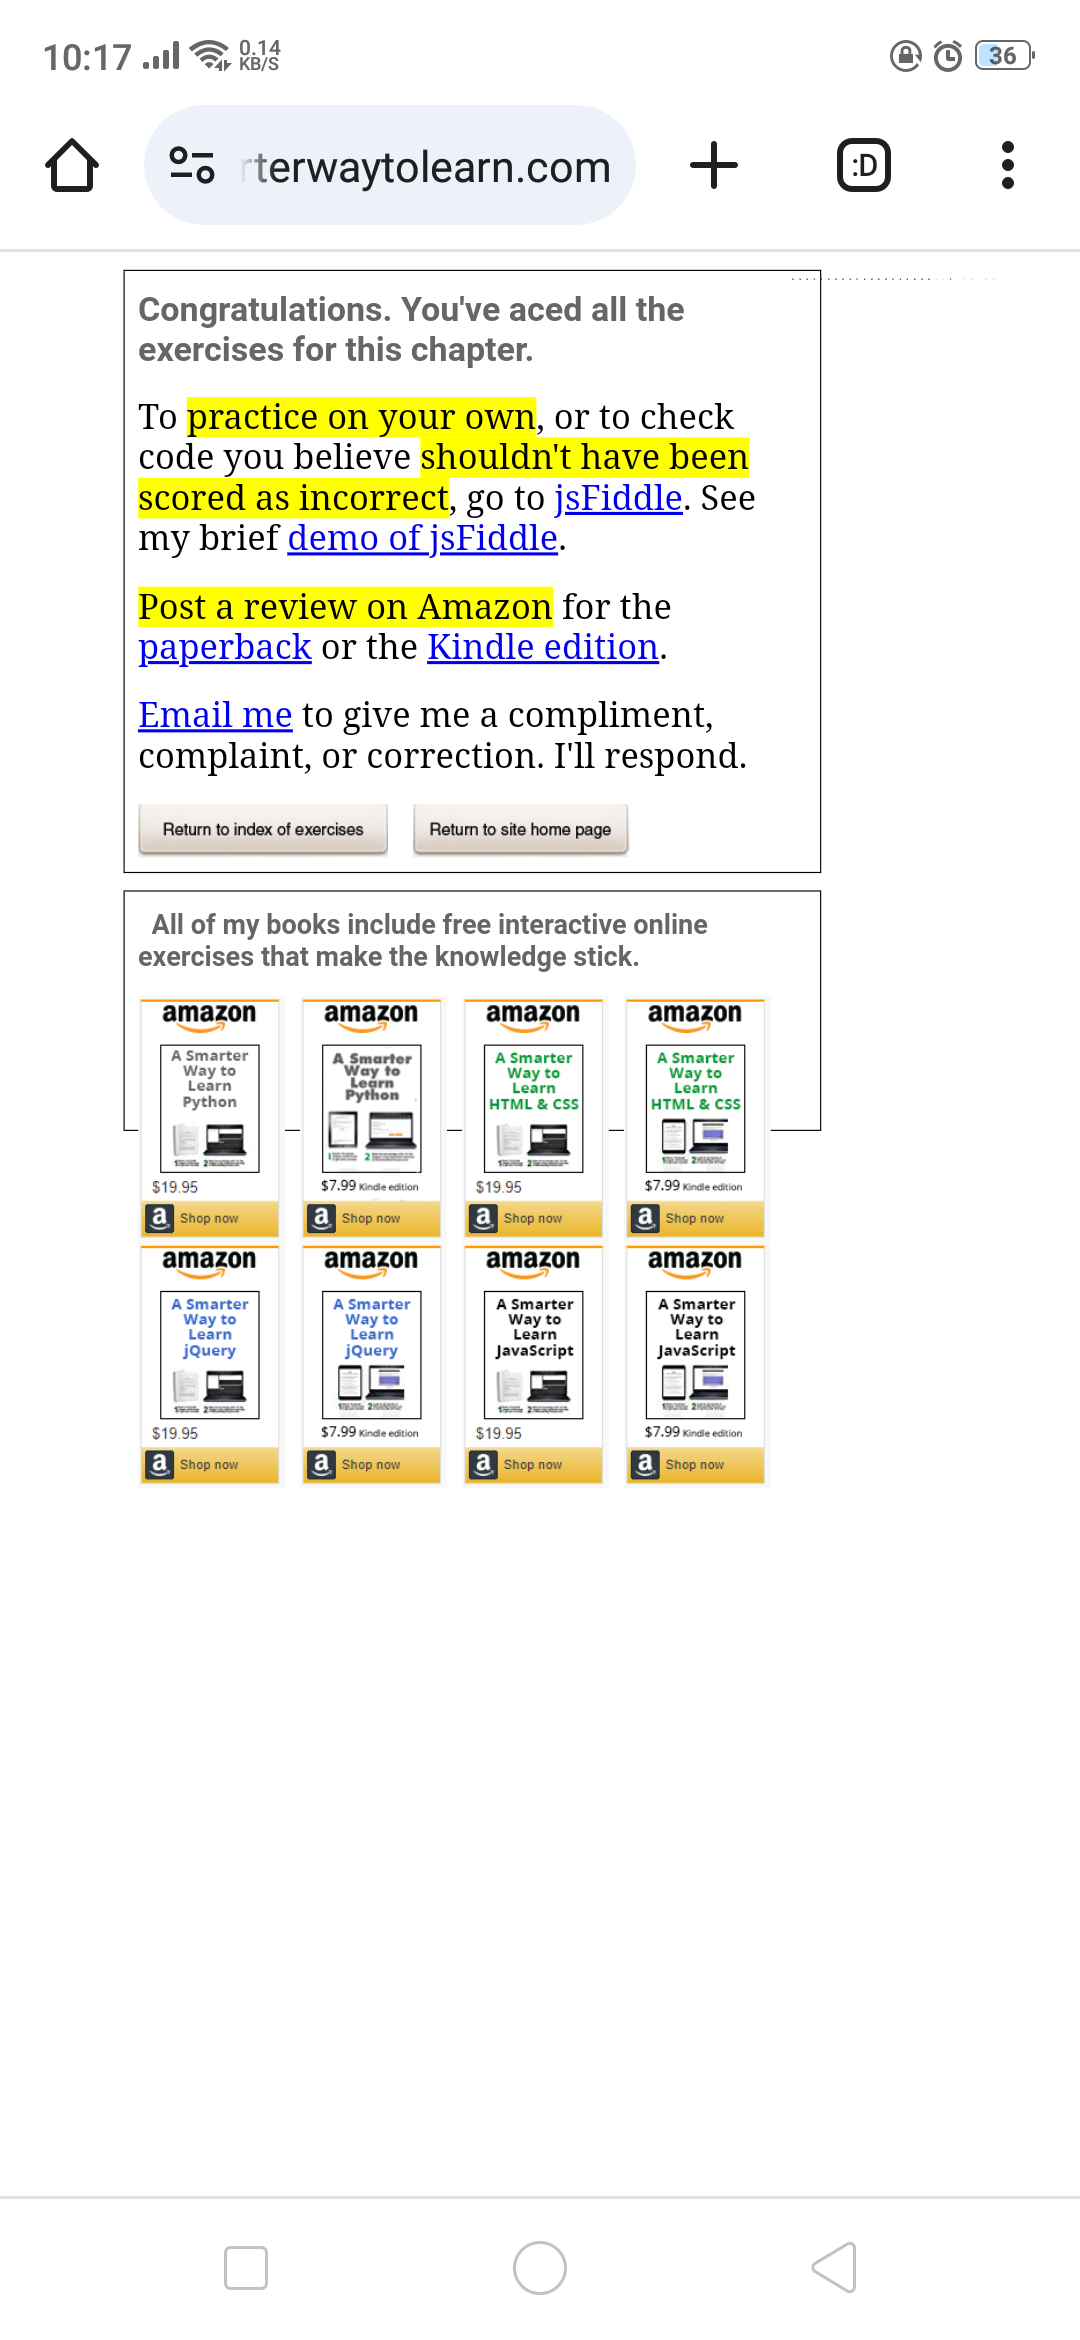 10:17 0.14 KB/S 36
rterwaytolearn.com :D
Congratulations. You've aced all the
exercises for this chapter.
To practice on your own, or to check
code you believe shouldn't have been
scored as incorrect, go to jsFiddle. See
my brief demo of jsFiddle.
Post a review on Amazon for the
paperback or the Kindle edition.
Email me to give me a compliment,
complaint, or correction. I'll respond.
Return to index of exercises Return to site home page
All of my books include free interactive online
exercises that make the knowledge stick.
amazon amazon amazon amazon
A Smarter A Smarter A Smarter A Smarter
Way to Way to Way to Way to
Learn Learn Learn Learn
Python Python HTML & CSS HTML & CSS
$19.95 $7.99 Kindle edition $19.95 $7.99 Kindle edition
a Shop now a Shop now a Shop now a Shop now
amazon amazon amazon amazon
A Smarter A Smarter A Smarter A Smarter
Way to Way to Way to Way to
Learn Learn Learn Learn
jQuery jQuery JavaScript JavaScript
$19.95 $7.99 Kindle edition $19.95 $7.99 Kindle edition
a Shop now a Shop now a Shop now a Shop now